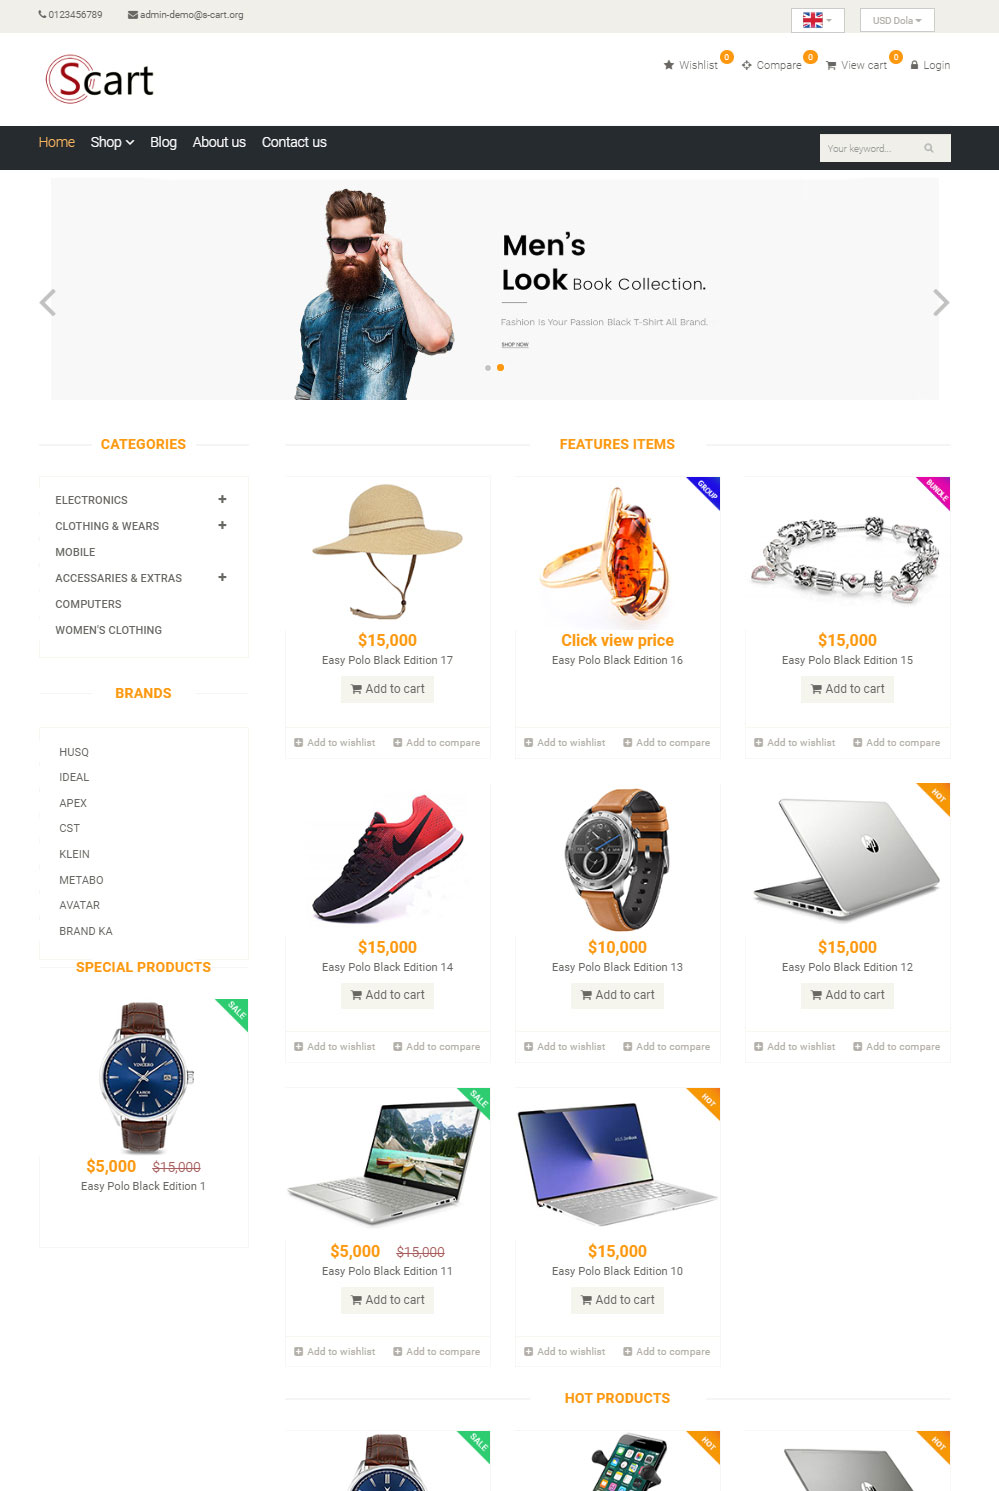 0123456789 admin-demo@s-cart.org USD Dola
Scart
Wishlist 0 Compare 0 View cart 0 Login
Home Shop Blog About us Contact us Your keyword...
Men's
Look Book Collection.
Fashion Is Your Passion Black T-Shirt All Brand.
SHOP NOW
CATEGORIES
ELECTRONICS
CLOTHING & WEARS
MOBILE
ACCESSARIES & EXTRAS
COMPUTERS
WOMEN'S CLOTHING
BRANDS
HUSQ
IDEAL
APEX
CST
KLEIN
METABO
AVATAR
BRAND KA
SPECIAL PRODUCTS
SALE
VINCERO
$5,000 $15,000
Easy Polo Black Edition 1
FEATURES ITEMS
GROUP BUNDLE
$15,000 Click view price $15,000
Easy Polo Black Edition 17 Easy Polo Black Edition 16 Easy Polo Black Edition 15
Add to cart Add to cart
Add to wishlist Add to compare Add to wishlist Add to compare Add to wishlist Add to compare
HOT
hp
$15,000 $10,000 $15,000
Easy Polo Black Edition 14 Easy Polo Black Edition 13 Easy Polo Black Edition 12
Add to cart Add to cart Add to cart
Add to wishlist Add to compare Add to wishlist Add to compare Add to wishlist Add to compare
SALE HOT
$5,000 $15,000 $15,000
Easy Polo Black Edition 11 Easy Polo Black Edition 10
Add to cart Add to cart
Add to wishlist Add to compare Add to wishlist Add to compare
HOT PRODUCTS
SALE HOT HOT